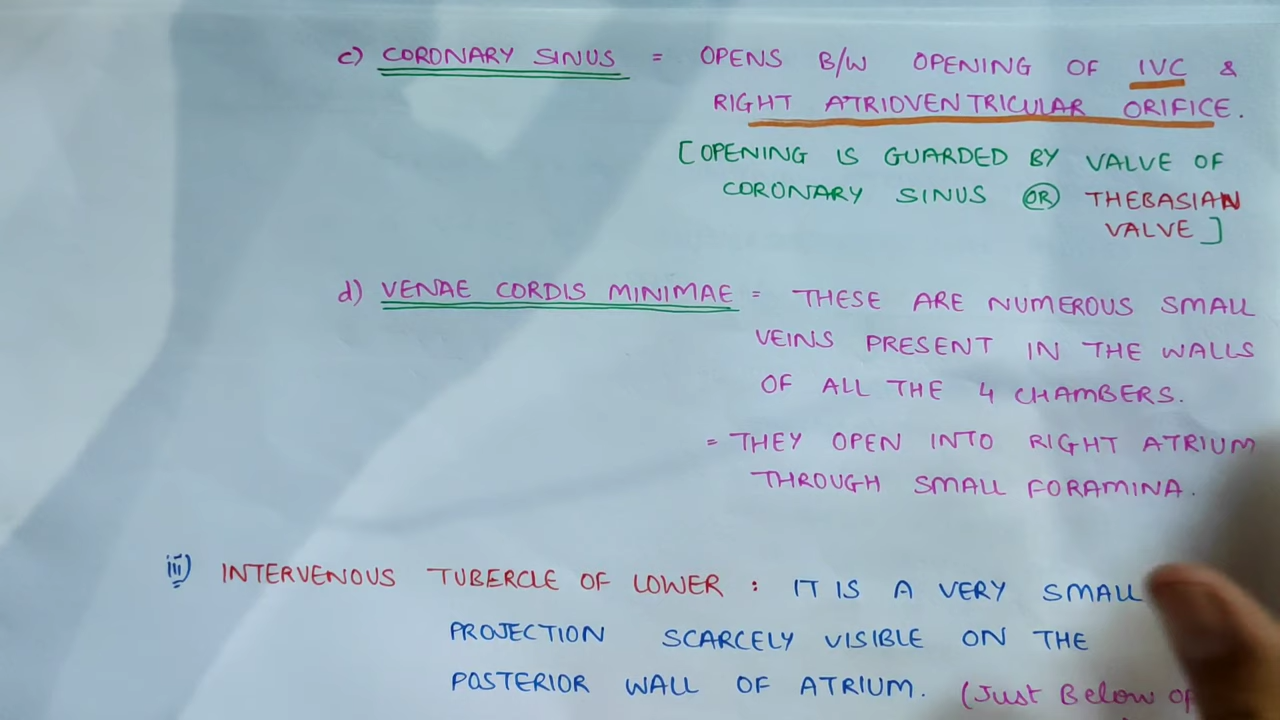 c) CORONARY SINUS = OPENS B/W OPENING OF IVC &
RIGHT ATRIOVENTRICULAR ORIFICE.
[OPENING IS GUARDED BY VALVE OF
CORONARY SINUS OR THEBASIAN
VALVE]
d) VENAE CORDIS MINIMAE = THESE ARE NUMEROUS SMALL
VEINS PRESENT IN THE WALLS
OF ALL THE 4 CHAMBERS.
= THEY OPEN INTO RIGHT ATRIUM
THROUGH SMALL FORAMINA.
iii) INTERVENOUS TUBERCLE OF LOWER : IT IS A VERY SMALL
PROJECTION SCARCELY VISIBLE ON THE
POSTERIOR WALL OF ATRIUM. (Just Below